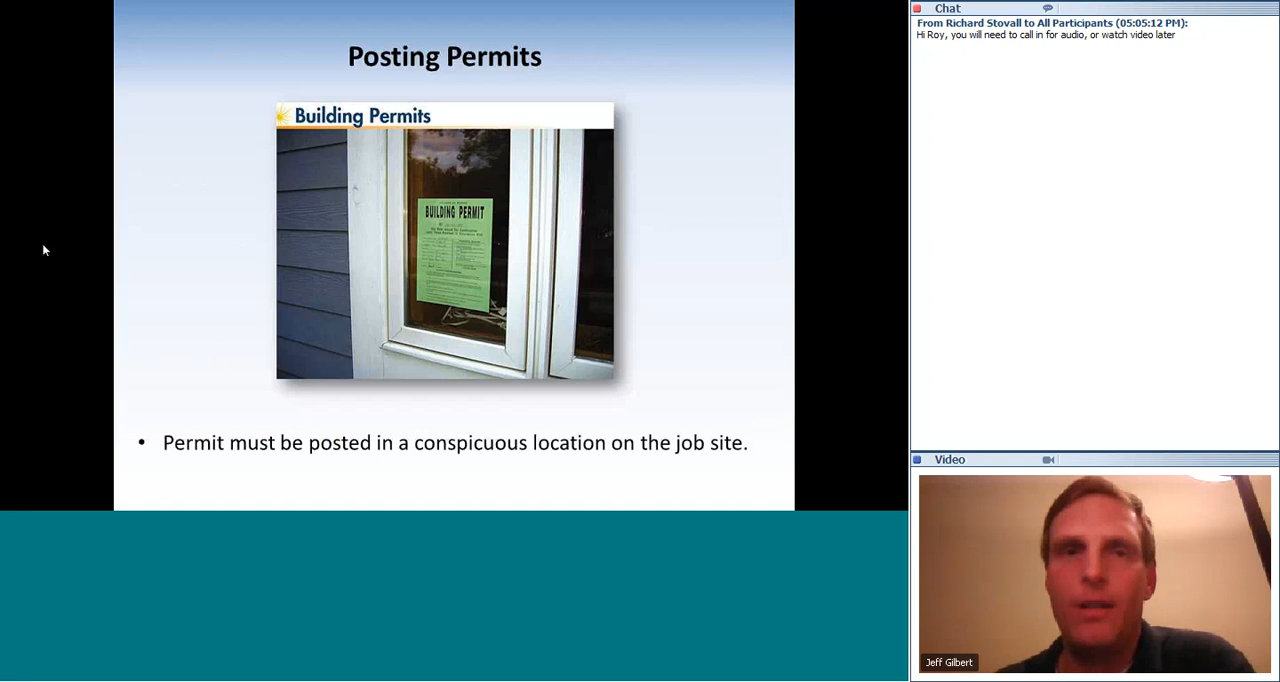 Posting Permits
Building Permits
BUILDING PERMIT
• Permit must be posted in a conspicuous location on the job site.
Chat
From Richard Stovall to All Participants (05:05:12 PM):
Hi Roy, you will need to call in for audio, or watch video later
Video
Jeff Gilbert